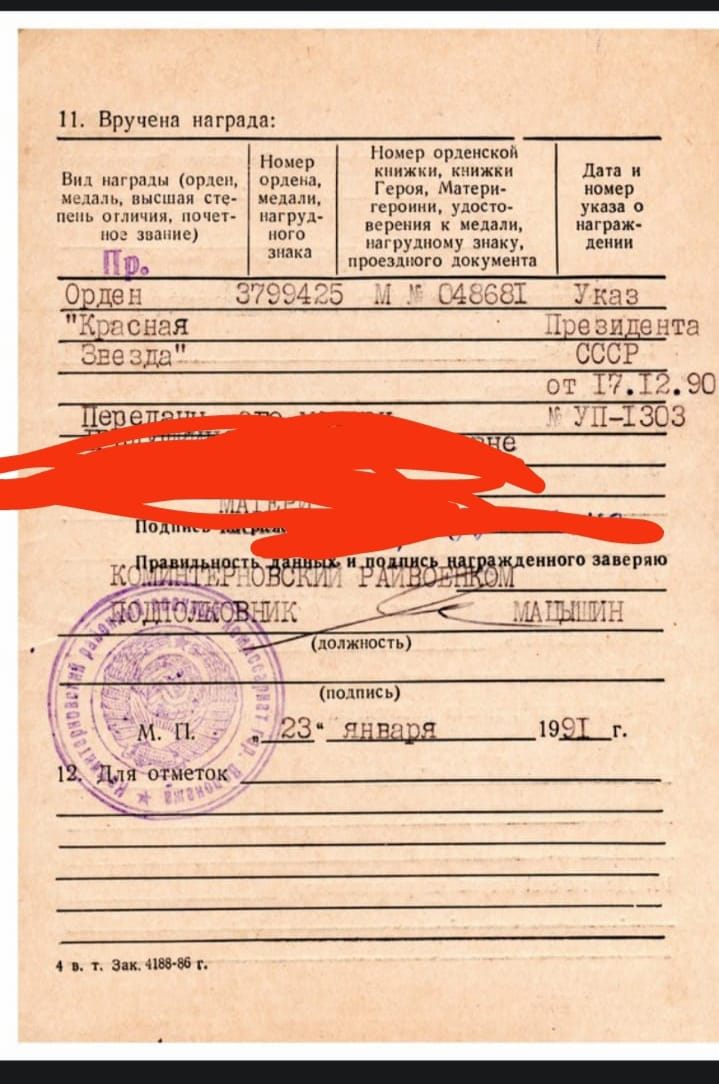 11. Вручена награда:
Вид награды (орден, медаль, высшая степень отличия, почетное звание)
Номер ордена, медали, нагрудного знака
Номер орденской книжки, книжки Героя, Матери-героини, удостоверения к медали, нагрудному знаку, проездного документа
Дата и номер указа о награждении
Пр.
Орден 3799425 М № 048681 Указ
"Красная Президента
Звезда" СССР
от 17.12.90
№ УП-1303
МАТЕРИ
Подпись
Правильность данных и подпись награжденного заверяю
КОМИНТЕРНОВСКИЙ РАЙВОЕНКОМ
ПОДПОЛКОВНИК МАЦЫШИН
(должность)
(подпись)
М. П. „23“ января 1991 г.
12. Для отметок
4 в. т. Зак. 4188-86 г.